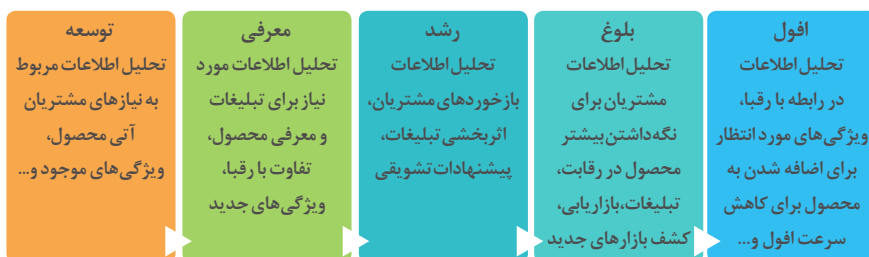 توسعه
تحلیل اطلاعات مربوط
به نیازهای مشتریان
آتی محصول،
ویژگی‌های موجود و...
معرفی
تحلیل اطلاعات مورد
نیاز برای تبلیغات
و معرفی محصول،
تفاوت با رقبا،
ویژگی‌های جدید
رشد
تحلیل اطلاعات
بازخوردهای مشتریان،
اثربخشی تبلیغات،
پیشنهادات تشویقی
بلوغ
تحلیل اطلاعات
مشتریان برای
نگه‌داشتن بیشتر
محصول در رقابت،
تبلیغات،بازاریابی،
کشف بازارهای جدید
افول
تحلیل اطلاعات
در رابطه با رقبا،
ویژگی‌های مورد انتظار
برای اضافه شدن به
محصول برای کاهش
سرعت افول و...